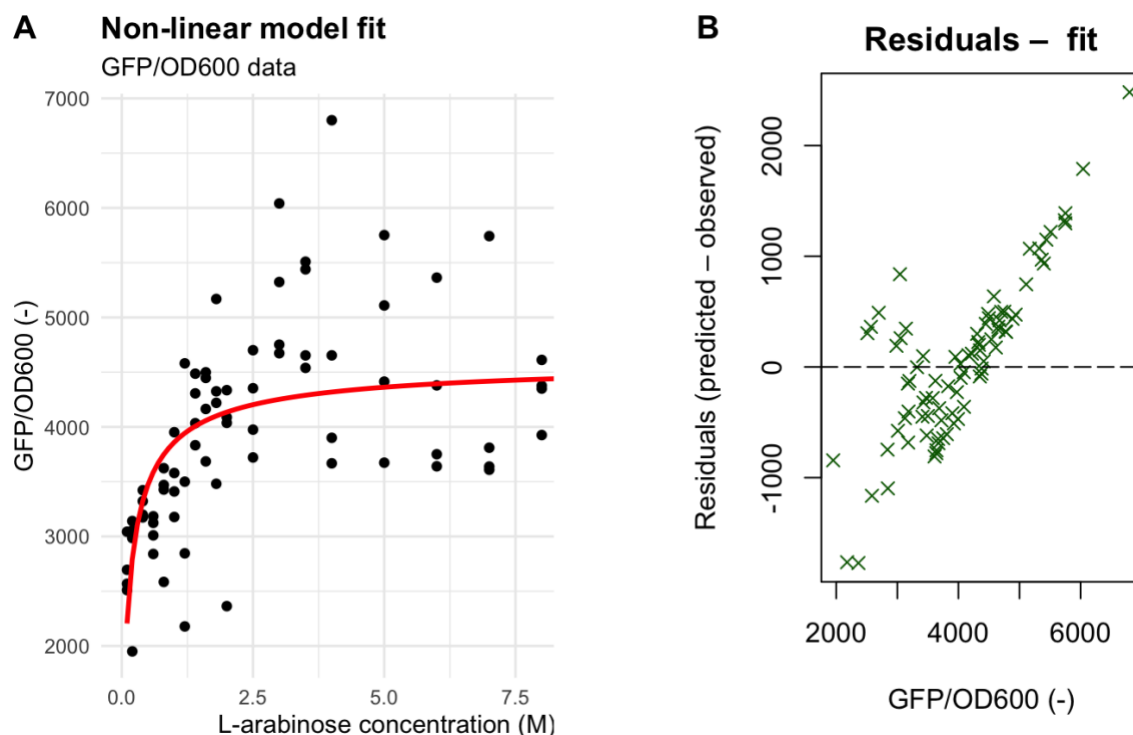 A
Non-linear model fit
GFP/OD600 data
7000
6000
5000
4000
3000
2000
GFP/OD600 (-)
0.0 2.5 5.0 7.5
L-arabinose concentration (M)
B
Residuals – fit
2000
1000
0
-1000
Residuals (predicted – observed)
2000 4000 6000
GFP/OD600 (-)